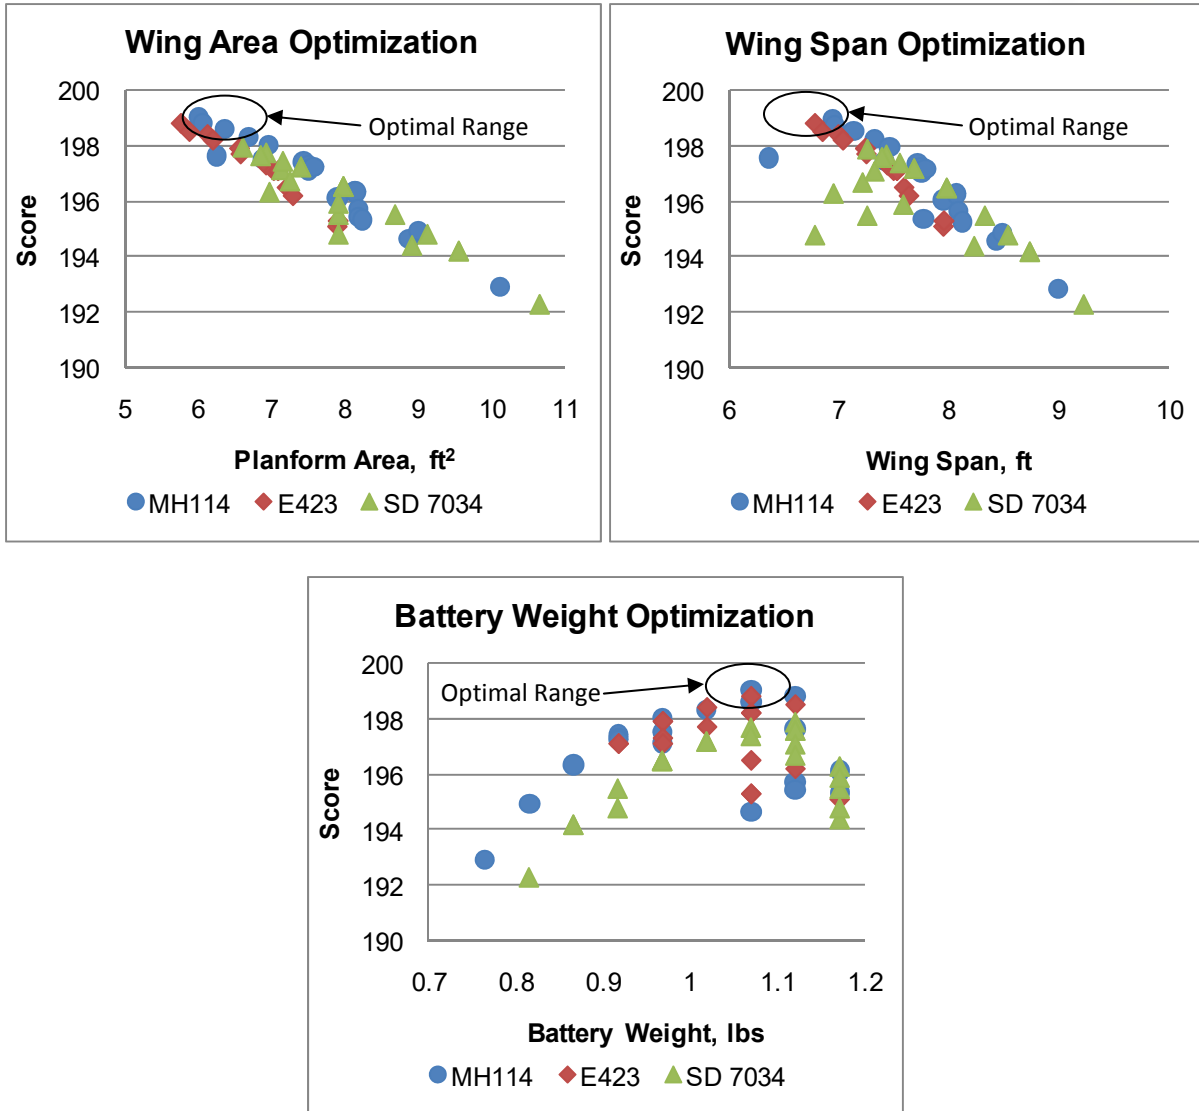 Wing Area Optimization
200
198
196
194
192
190
Score
Optimal Range
5 6 7 8 9 10 11
Planform Area, ft²
MH114 E423 SD 7034
Wing Span Optimization
200
198
196
194
192
190
Score
Optimal Range
6 7 8 9 10
Wing Span, ft
MH114 E423 SD 7034
Battery Weight Optimization
200
198
196
194
192
190
Score
Optimal Range
0.7 0.8 0.9 1 1.1 1.2
Battery Weight, lbs
MH114 E423 SD 7034